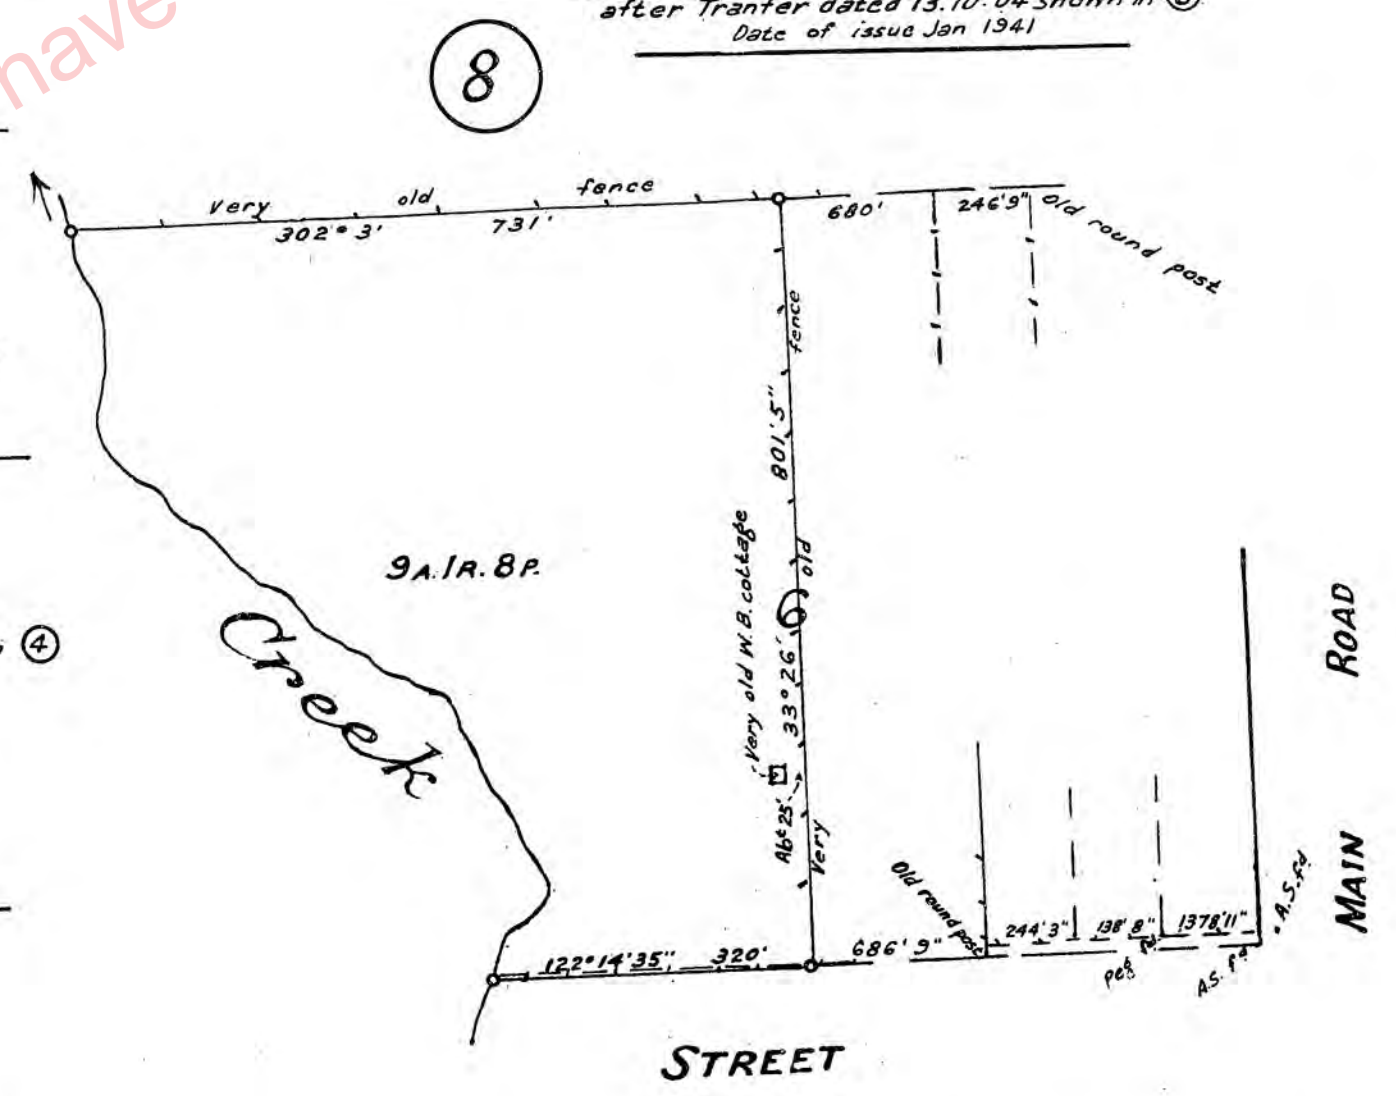 nave
after Tranfer dated 13.10.04 shown in
Date of issue Jan 1941
8
Very old fence
302° 3' 731'
680'
246'9"
Old round post
fence
801'.5"
old
33° 26'
Very
Very old W.B. cottage
Abt 25'
9A.1R.8P.
4
Creek
ROAD
MAIN
Old round post
122° 14' 35" 320'
686' 9"
244' 3"
138' 8"
1378' 11"
peg fd.
A.S. fd
A.S. fd.
STREET